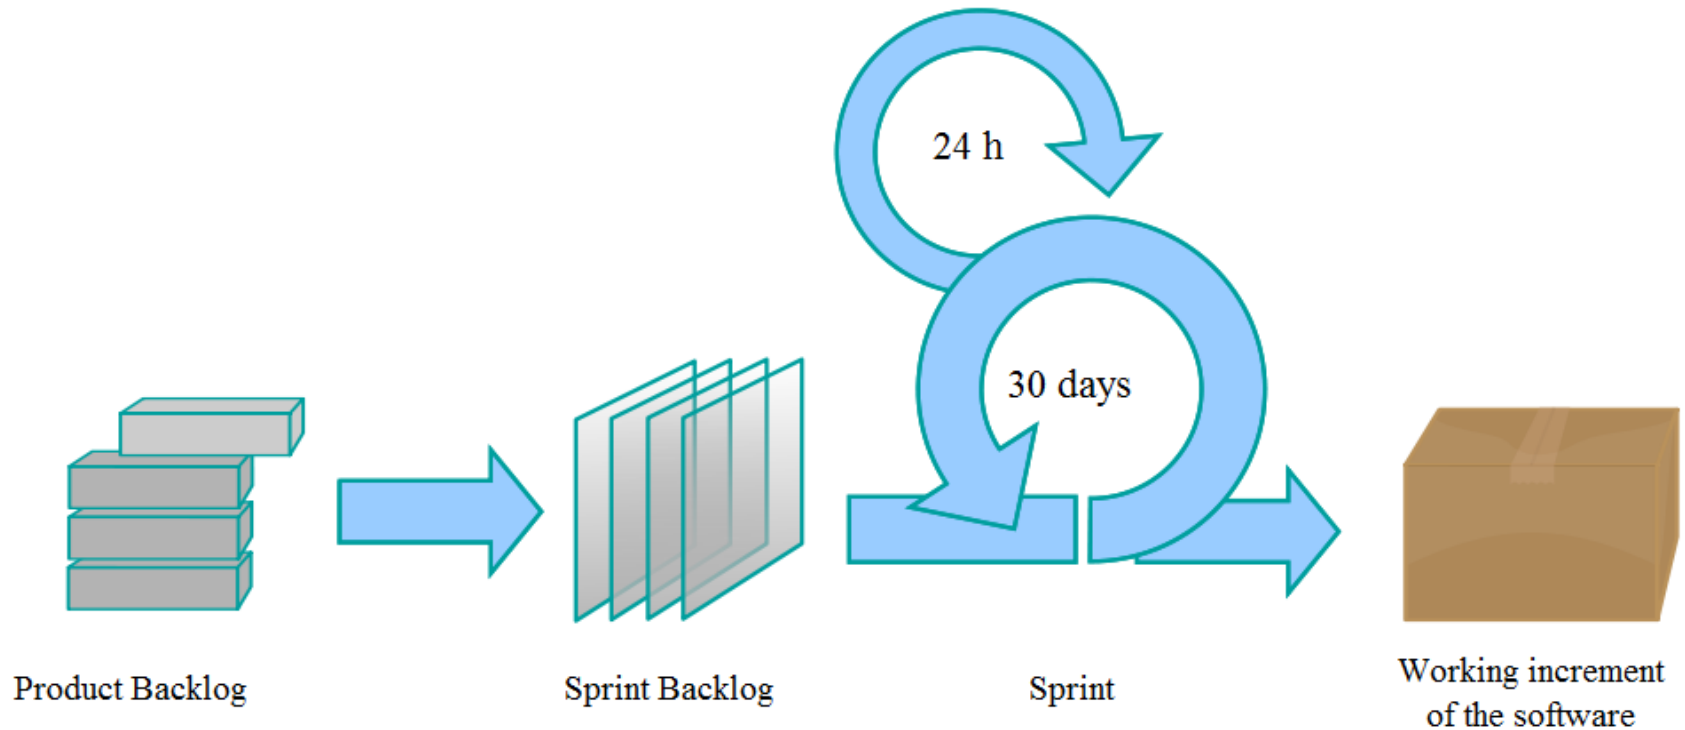 24 h
30 days
Product Backlog
Sprint Backlog
Sprint
Working increment
of the software